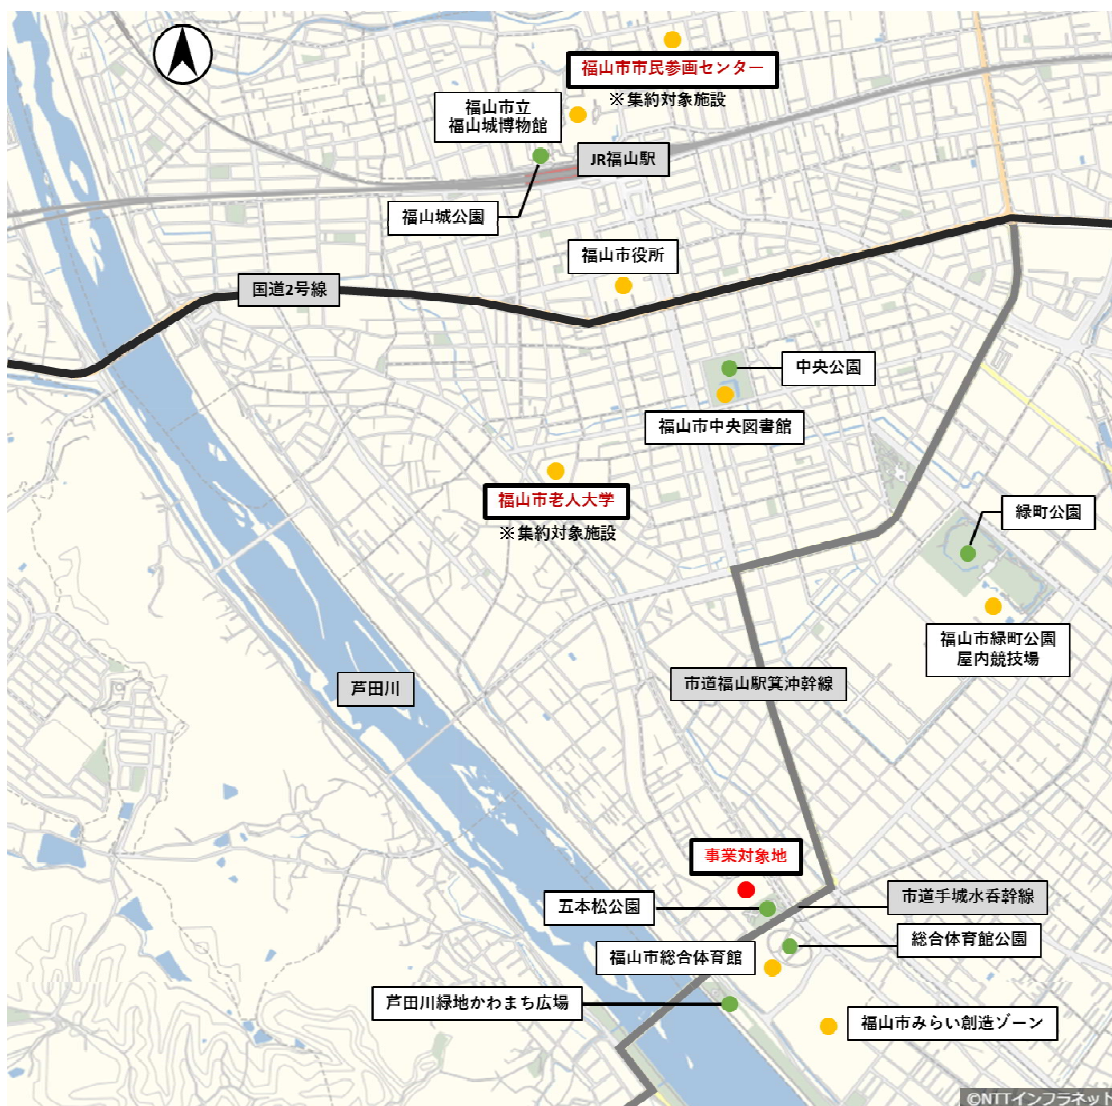 福山市市民参画センター
※集約対象施設
福山市立
福山城博物館
JR福山駅
福山城公園
福山市役所
国道2号線
中央公園
福山市中央図書館
福山市老人大学
※集約対象施設
緑町公園
福山市緑町公園
屋内競技場
芦田川
市道福山駅箕沖幹線
事業対象地
五本松公園
市道手城水呑幹線
総合体育館公園
福山市総合体育館
芦田川緑地かわまち広場
福山市みらい創造ゾーン
©NTTインフラネット